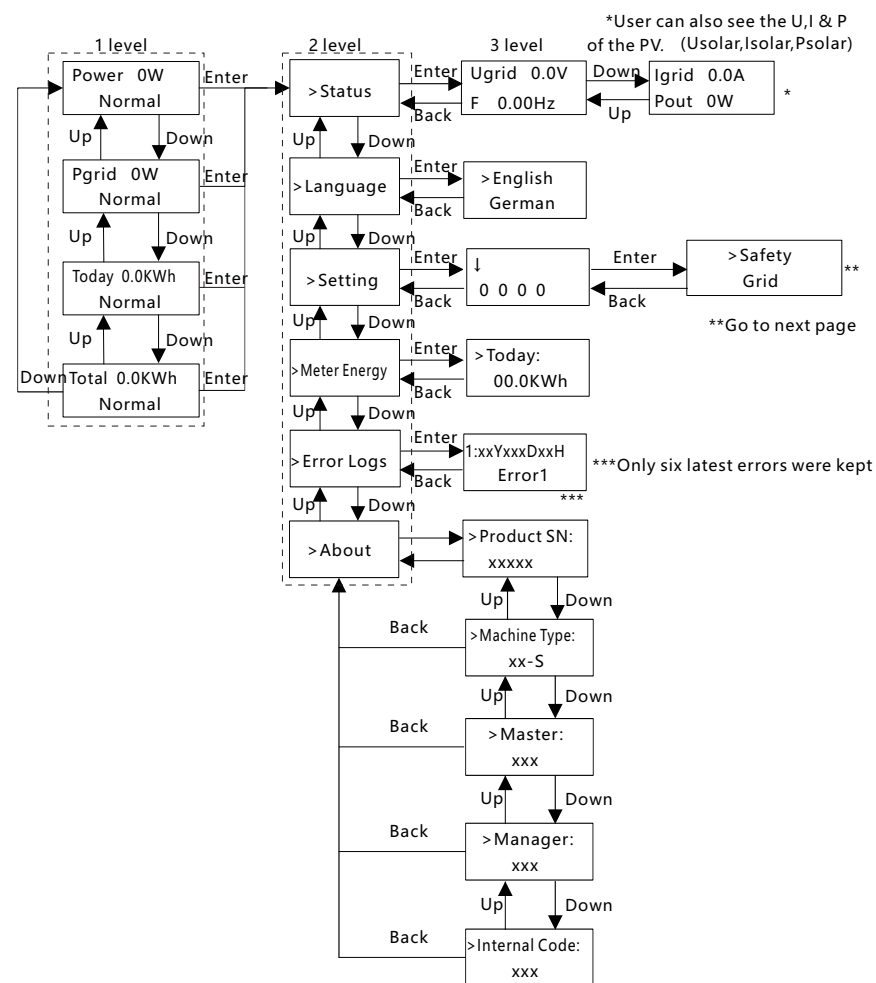 *User can also see the U,I & P
of the PV. (Usolar,Isolar,Psolar)
1 level
2 level
3 level
Power 0W
Normal
Enter
>Status
Enter
Back
Ugrid 0.0V
F 0.00Hz
Down
Up
Igrid 0.0A
Pout 0W
*
Up
Down
Up
Down
Pgrid 0W
Normal
Enter
>Language
Enter
Back
>English
German
Up
Down
Up
Down
Today 0.0KWh
Normal
Enter
>Setting
Enter
Back
↓
0 0 0 0
Enter
Back
>Safety
Grid
**
**Go to next page
Up
Down
Up
Down
Down
Total 0.0KWh
Normal
Enter
>Meter Energy
Enter
Back
>Today:
00.0KWh
Up
Down
>Error Logs
Enter
Back
1:xxYxxxDxxH
Error1
***
***Only six latest errors were kept
Up
Down
>About
>Product SN:
xxxxx
Up
Down
Back
>Machine Type:
xx-S
Up
Down
Back
>Master:
xxx
Up
Down
Back
>Manager:
xxx
Up
Down
Back
>Internal Code:
xxx